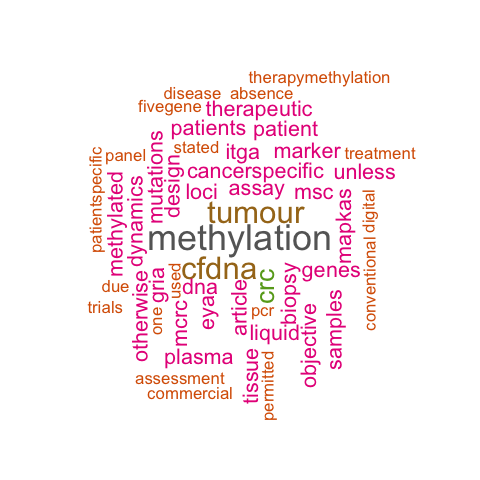 therapymethylation
disease absence
fivegene therapeutic
patients patient
stated itga marker
panel treatment
cancerspecific unless
loci assay msc
patientspecific
methylated
dynamics
mutations
design
tumour
methylation
mapkas
conventional digital
cfdna
crc
biopsy
genes
due
trials
otherwise
one
gria
used
mcrc
dna
eyaa
article
pcr
liquid
objective
samples
plasma
tissue
permitted
assessment
commercial